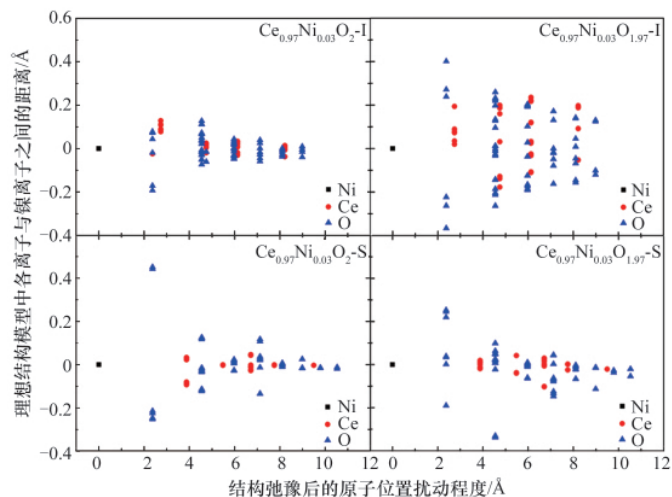 Ce0.97Ni0.03O2-I
Ce0.97Ni0.03O1.97-I
0.6
0.4
0.2
0
−0.2
−0.4
Ni
Ce
O
Ni
Ce
O
Ce0.97Ni0.03O2-S
Ce0.97Ni0.03O1.97-S
0.4
0.2
0
−0.2
−0.4
−0.6
Ni
Ce
O
Ni
Ce
O
0 2 4 6 8 10 12 0 2 4 6 8 10 12
理想结构模型中各离子与镍离子之间的距离/Å
结构弛豫后的原子位置扰动程度/Å